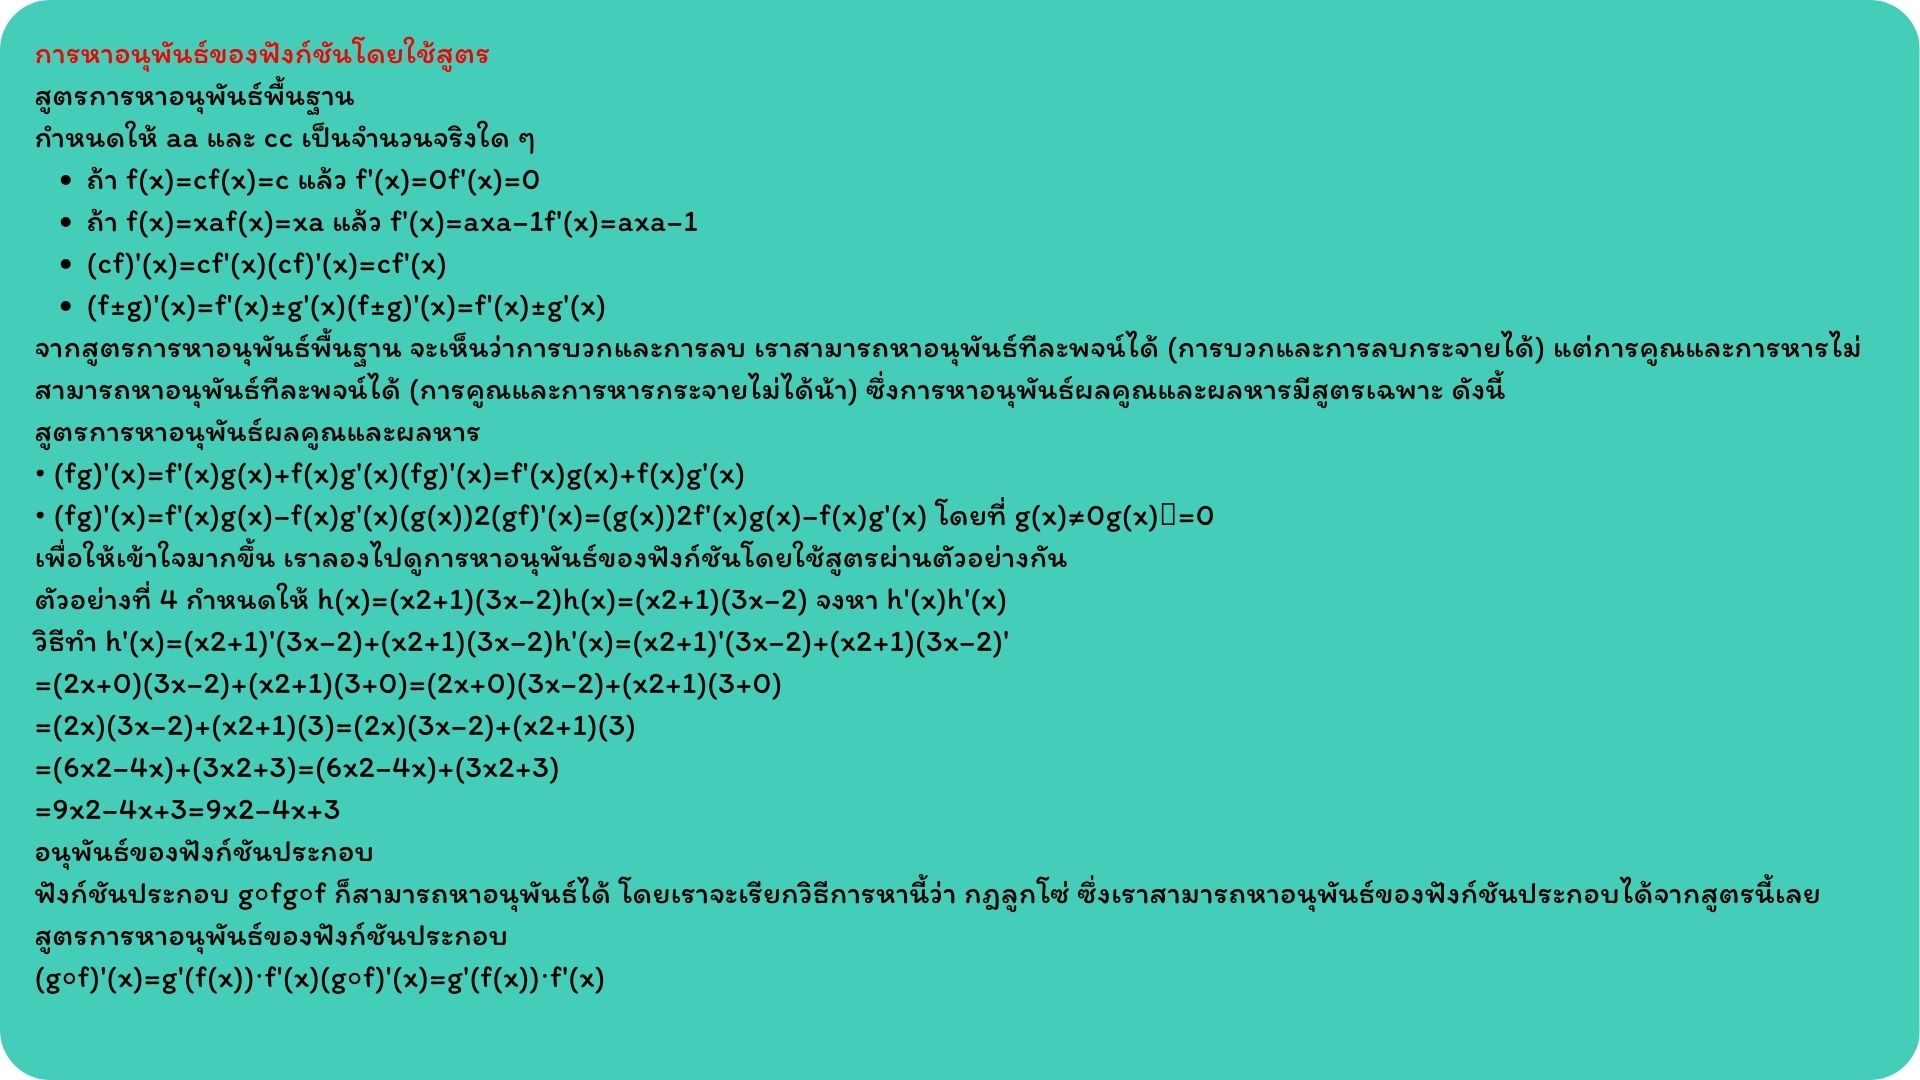 การหาอนุพันธ์ของฟังก์ชันโดยใช้สูตร
สูตรการหาอนุพันธ์พื้นฐาน
กำหนดให้ aa และ cc เป็นจำนวนจริงใด ๆ
• ถ้า f(x)=cf(x)=c แล้ว f'(x)=0f'(x)=0
• ถ้า f(x)=xaf(x)=xa แล้ว f'(x)=axa−1f'(x)=axa−1
• (cf)'(x)=cf'(x)(cf)'(x)=cf'(x)
• (f±g)'(x)=f'(x)±g'(x)(f±g)'(x)=f'(x)±g'(x)
จากสูตรการหาอนุพันธ์พื้นฐาน จะเห็นว่าการบวกและการลบ เราสามารถหาอนุพันธ์ทีละพจน์ได้ (การบวกและการลบกระจายได้) แต่การคูณและการหารไม่
สามารถหาอนุพันธ์ทีละพจน์ได้ (การคูณและการหารกระจายไม่ได้น้า) ซึ่งการหาอนุพันธ์ผลคูณและผลหารมีสูตรเฉพาะ ดังนี้
สูตรการหาอนุพันธ์ผลคูณและผลหาร
• (fg)'(x)=f'(x)g(x)+f(x)g'(x)(fg)'(x)=f'(x)g(x)+f(x)g'(x)
• (fg)'(x)=f'(x)g(x)−f(x)g'(x)(g(x))2(gf)'(x)=(g(x))2f'(x)g(x)−f(x)g'(x) โดยที่ g(x)≠0g(x)=0
เพื่อให้เข้าใจมากขึ้น เราลองไปดูการหาอนุพันธ์ของฟังก์ชันโดยใช้สูตรผ่านตัวอย่างกัน
ตัวอย่างที่ 4 กำหนดให้ h(x)=(x2+1)(3x−2)h(x)=(x2+1)(3x−2) จงหา h'(x)h'(x)
วิธีทำ h'(x)=(x2+1)'(3x−2)+(x2+1)(3x−2)h'(x)=(x2+1)'(3x−2)+(x2+1)(3x−2)'
=(2x+0)(3x−2)+(x2+1)(3+0)=(2x+0)(3x−2)+(x2+1)(3+0)
=(2x)(3x−2)+(x2+1)(3)=(2x)(3x−2)+(x2+1)(3)
=(6x2−4x)+(3x2+3)=(6x2−4x)+(3x2+3)
=9x2−4x+3=9x2−4x+3
อนุพันธ์ของฟังก์ชันประกอบ
ฟังก์ชันประกอบ g∘fg∘f ก็สามารถหาอนุพันธ์ได้ โดยเราจะเรียกวิธีการหานี้ว่า กฎลูกโซ่ ซึ่งเราสามารถหาอนุพันธ์ของฟังก์ชันประกอบได้จากสูตรนี้เลย
สูตรการหาอนุพันธ์ของฟังก์ชันประกอบ
(g∘f)'(x)=g'(f(x))⋅f'(x)(g∘f)'(x)=g'(f(x))⋅f'(x)